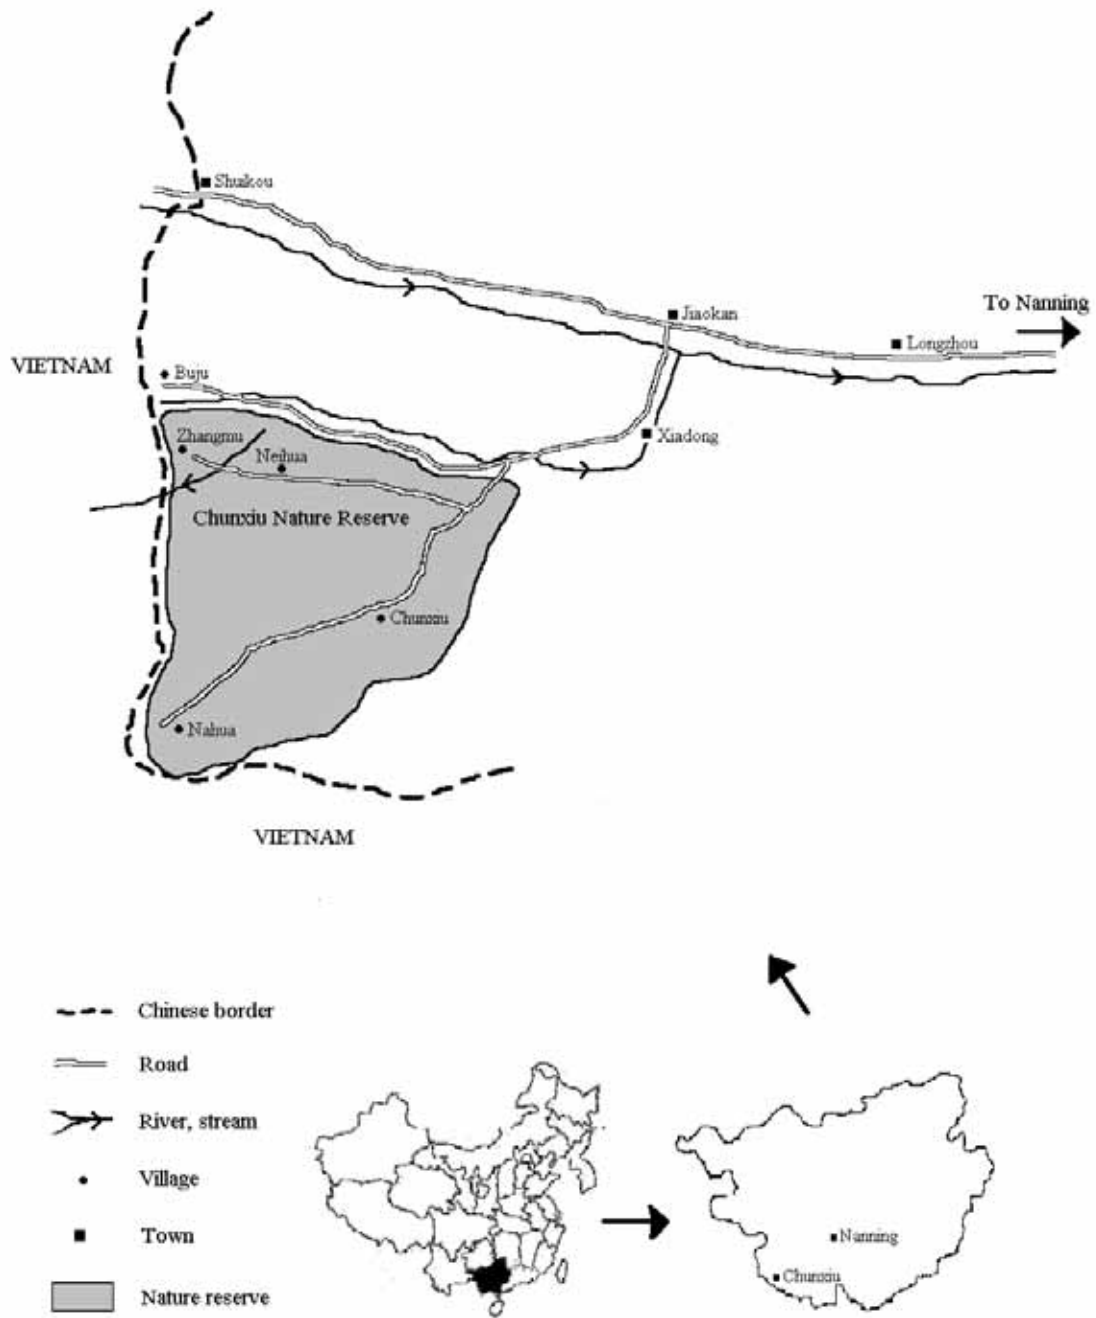 Shuikou
Jiaokan
To Nanning
Longzhou
VIETNAM
Buju
Xiadong
Zhangmu
Neihua
Chunxiu Nature Reserve
Chunxiu
Nahua
VIETNAM
Chinese border
Road
River, stream
Village
Town
Nature reserve
Nanning
Chunxiu